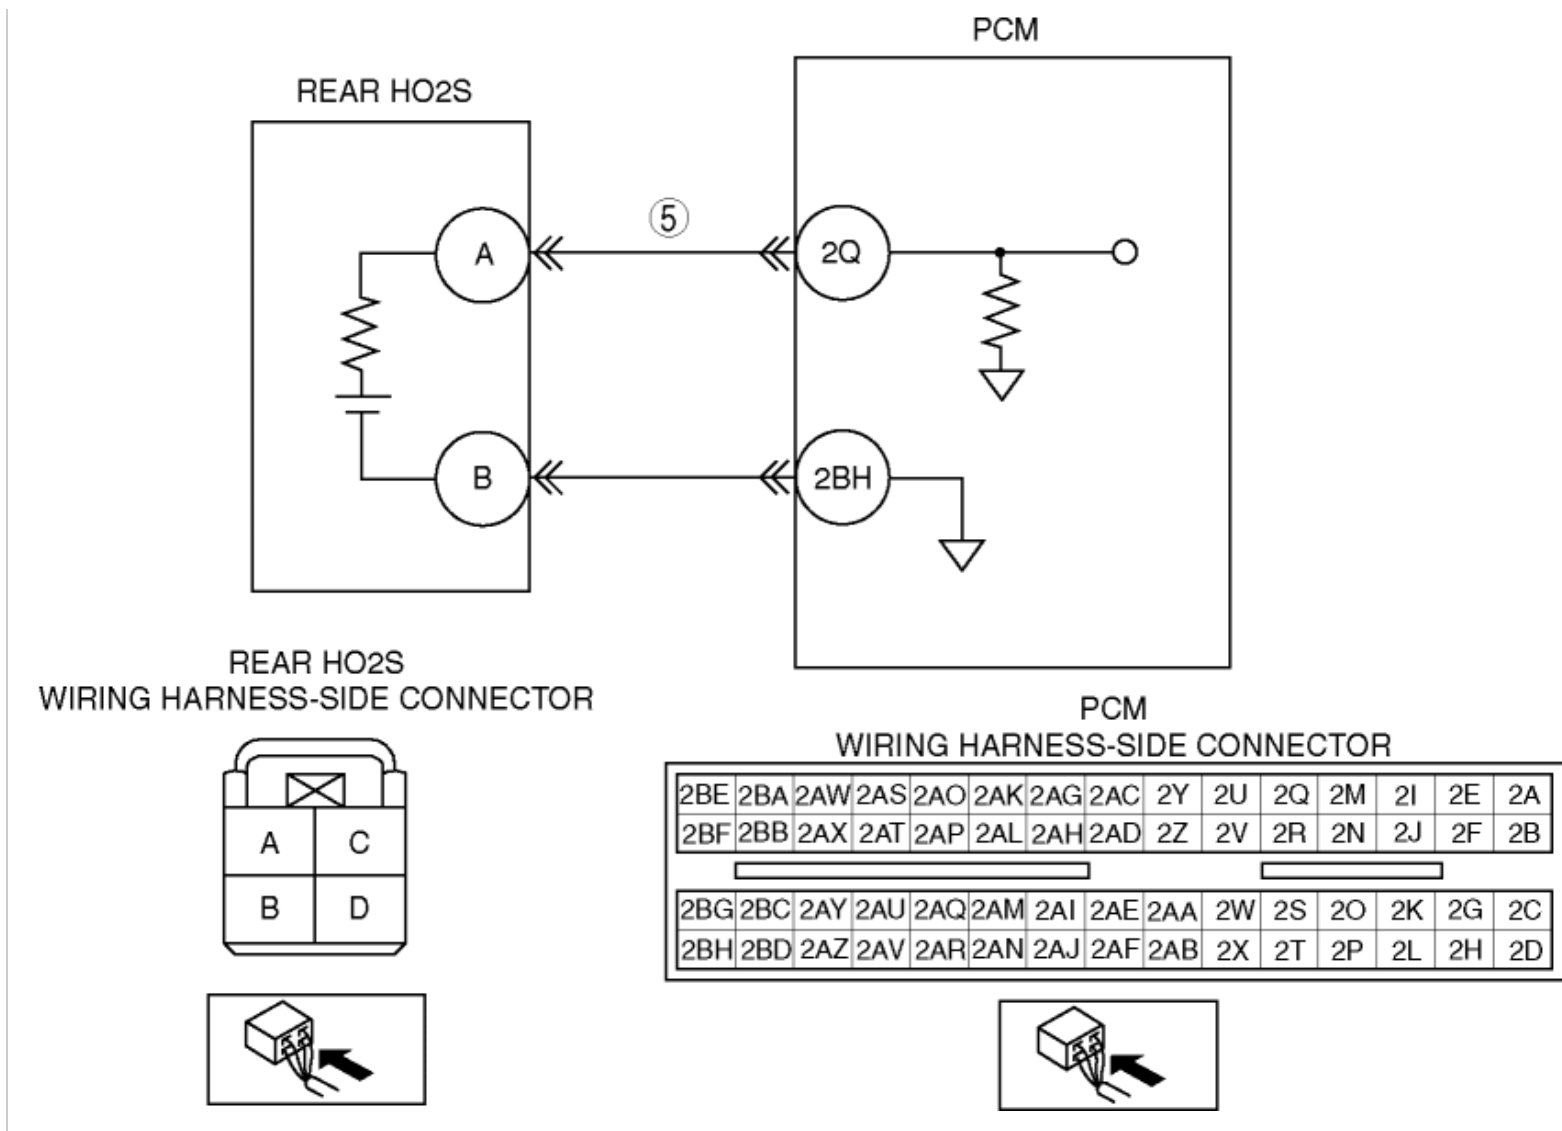 PCM
REAR HO2S
5
A
2Q
B
2BH
REAR HO2S
WIRING HARNESS-SIDE CONNECTOR
A C
B D
PCM
WIRING HARNESS-SIDE CONNECTOR
2BE 2BA 2AW 2AS 2AO 2AK 2AG 2AC 2Y 2U 2Q 2M 2I 2E 2A
2BF 2BB 2AX 2AT 2AP 2AL 2AH 2AD 2Z 2V 2R 2N 2J 2F 2B
2BG 2BC 2AY 2AU 2AQ 2AM 2AI 2AE 2AA 2W 2S 2O 2K 2G 2C
2BH 2BD 2AZ 2AV 2AR 2AN 2AJ 2AF 2AB 2X 2T 2P 2L 2H 2D